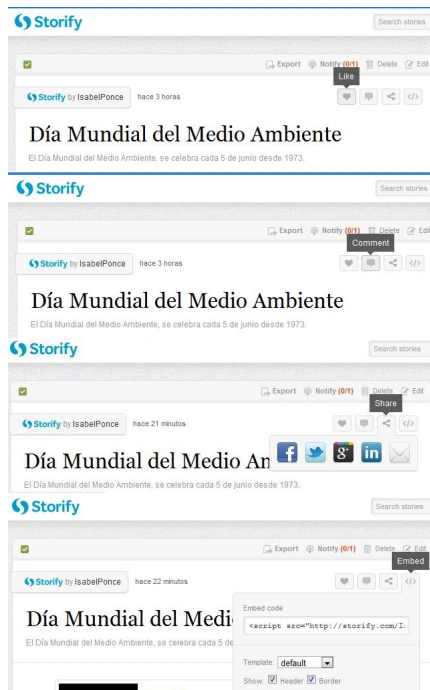 Storify
Search stories
Export Notify (0/1) Delete Edit
Like
Storify by IsabelPonce hace 3 horas
Día Mundial del Medio Ambiente
El Día Mundial del Medio Ambiente, se celebra cada 5 de junio desde 1973.
Storify
Search stories
Export Notify (0/1) Delete Edit
Comment
Storify by IsabelPonce hace 3 horas
Día Mundial del Medio Ambiente
El Día Mundial del Medio Ambiente, se celebra cada 5 de junio desde 1973.
Storify
Search stories
Export Notify (0/1) Delete Edit
Share
Storify by IsabelPonce hace 21 minutos
Día Mundial del Medio An
El Día Mundial del Medio Ambiente, se celebra cada 5 de junio desde 1973.
Storify
Search stories
Export Notify (0/1) Delete Edit
Embed
Storify by IsabelPonce hace 22 minutos
Embed code
<script src="http://storify.com/I
Día Mundial del Medi
El Día Mundial del Medio Ambiente, se celebra cada 5 de
Template: default
Show: Header Border